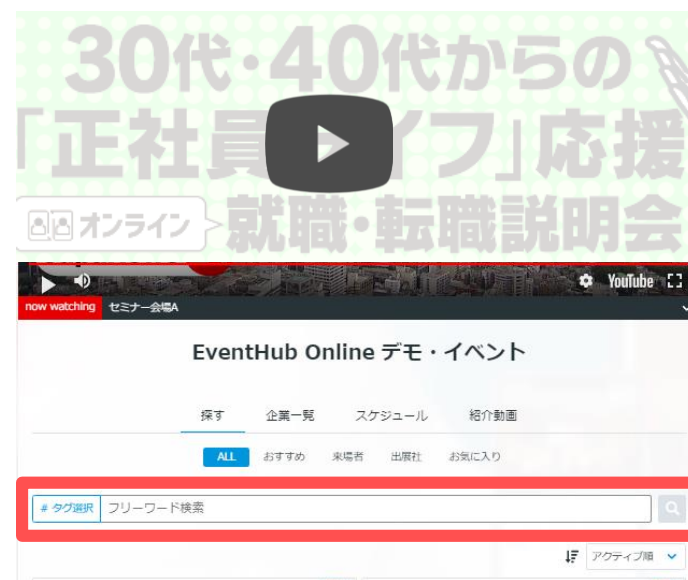 30代・40代からの
「正社員ライフ」応援
オンライン
就職・転職説明会
YouTube
now watching セミナー会場A
EventHub Online デモ・イベント
探す 企業一覧 スケジュール 紹介動画
ALL おすすめ 来場者 出展社 お気に入り
# タグ選択 フリーワード検索
アクティブ順